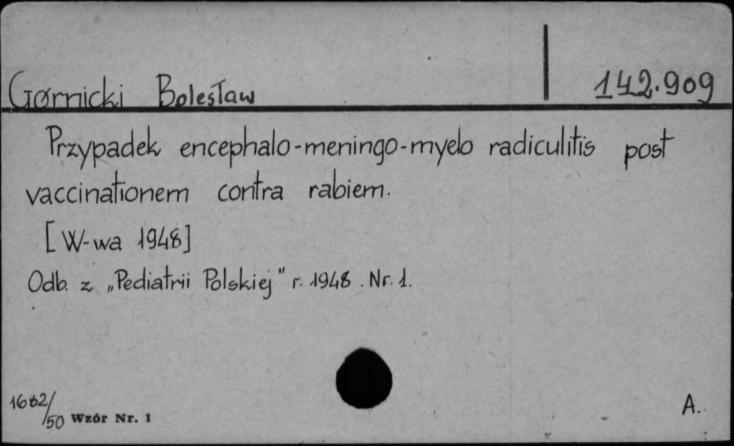 Górnicki Bolesław 142.909
Przypadek encephalo-meningo-myelo radiculitis post
vaccinationem contra rabiem.
[W-wa 1948]
Odb. z „Pediatrii Polskiej" r. 1948. Nr. 1.
A.
/50 Wzór Nr. 1